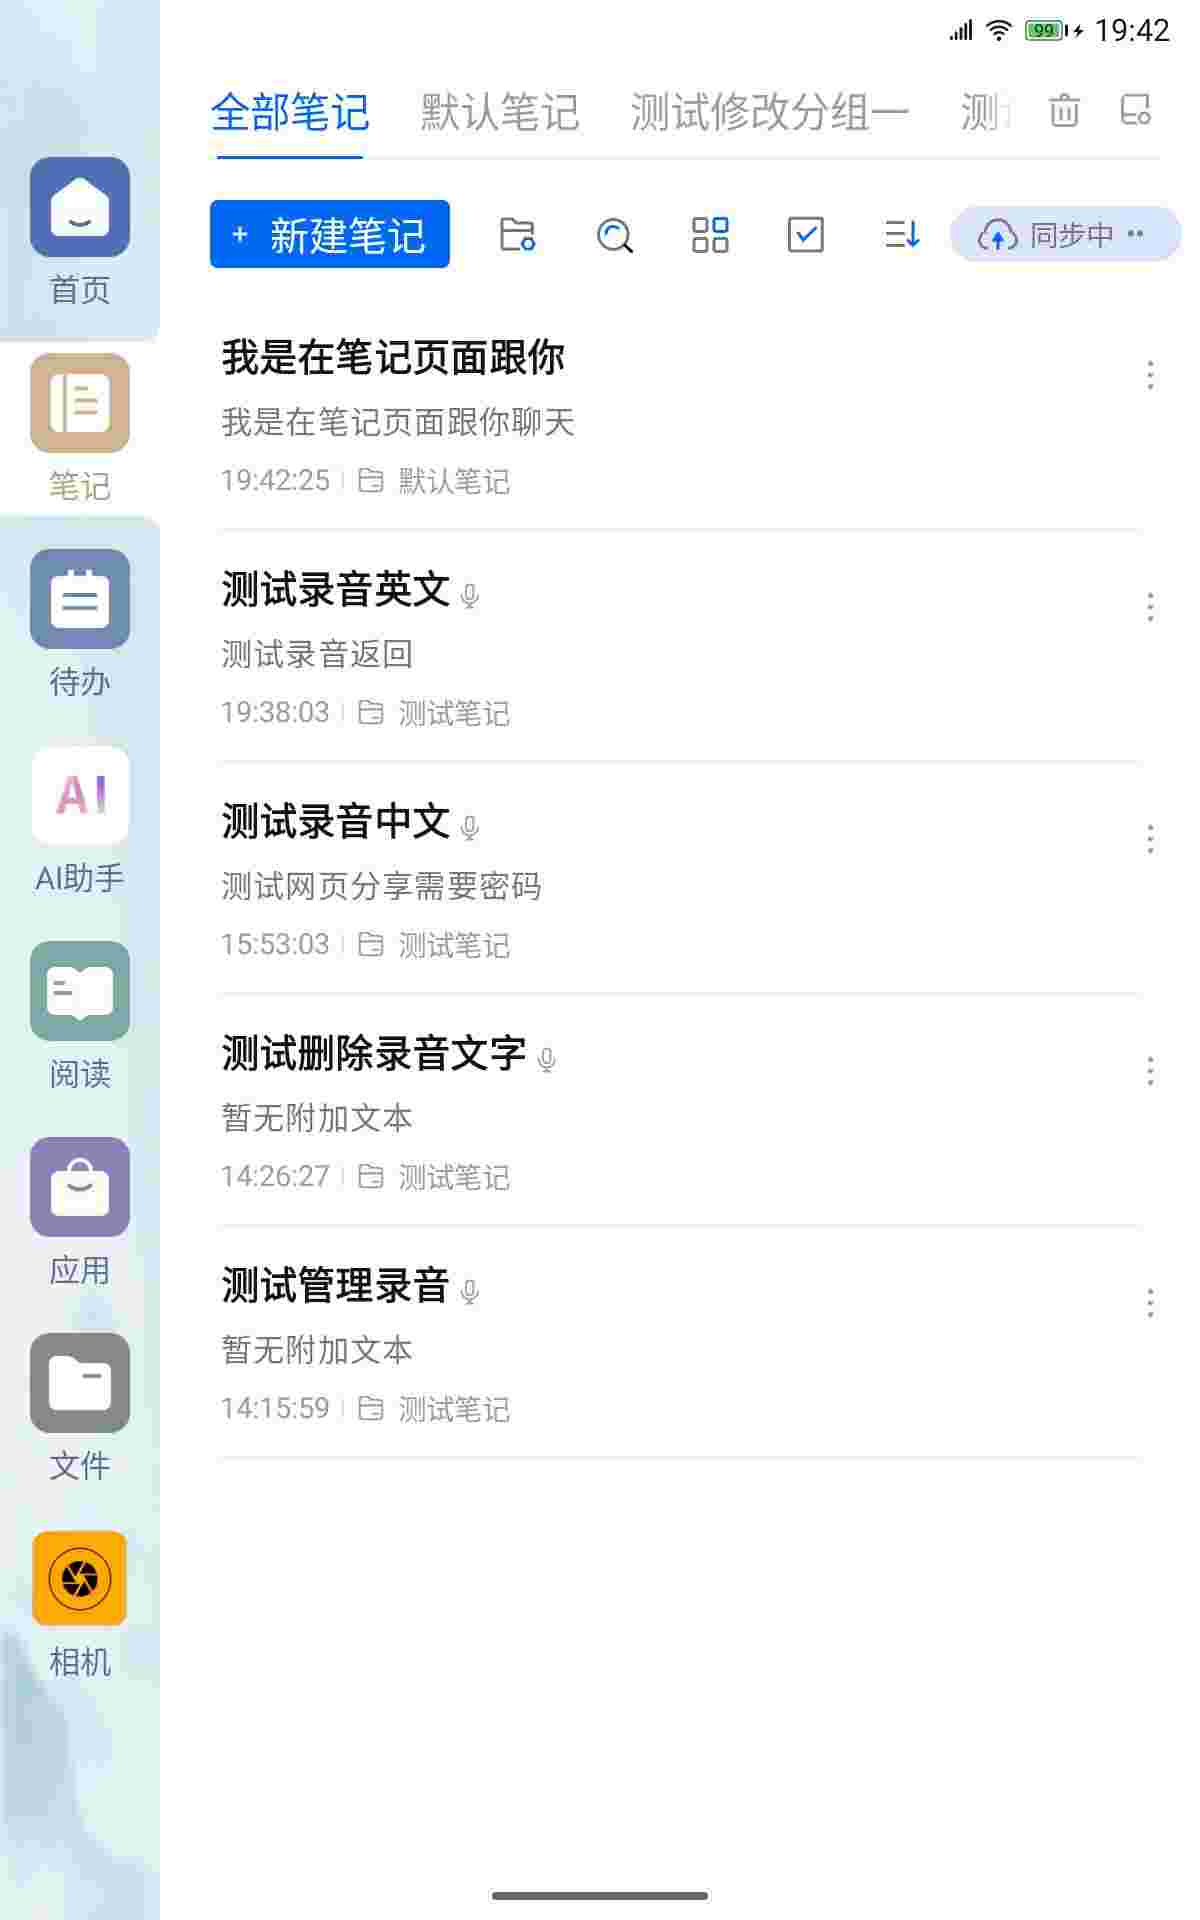 99 19:42
全部笔记 默认笔记 测试修改分组一 测
+ 新建笔记 同步中 ··
首页
笔记
待办
AI
AI助手
阅读
应用
文件
相机
我是在笔记页面跟你
我是在笔记页面跟你聊天
19:42:25 默认笔记
测试录音英文
测试录音返回
19:38:03 测试笔记
测试录音中文
测试网页分享需要密码
15:53:03 测试笔记
测试删除录音文字
暂无附加文本
14:26:27 测试笔记
测试管理录音
暂无附加文本
14:15:59 测试笔记